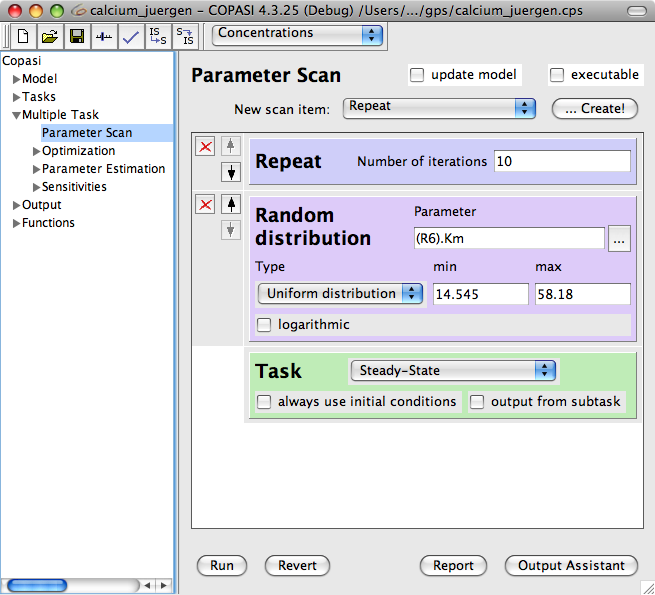 calcium_juergen - COPASI 4.3.25 (Debug) /Users/.../gps/calcium_juergen.cps
IS S
S IS
Concentrations
Copasi
Model
Tasks
Multiple Task
Parameter Scan
Optimization
Parameter Estimation
Sensitivities
Output
Functions
Parameter Scan
update model
executable
New scan item:
Repeat
... Create!
Repeat
Number of iterations
10
Random
distribution
Parameter
(R6).Km
...
Type
min
max
Uniform distribution
14.545
58.18
logarithmic
Task
Steady-State
always use initial conditions
output from subtask
Run
Revert
Report
Output Assistant